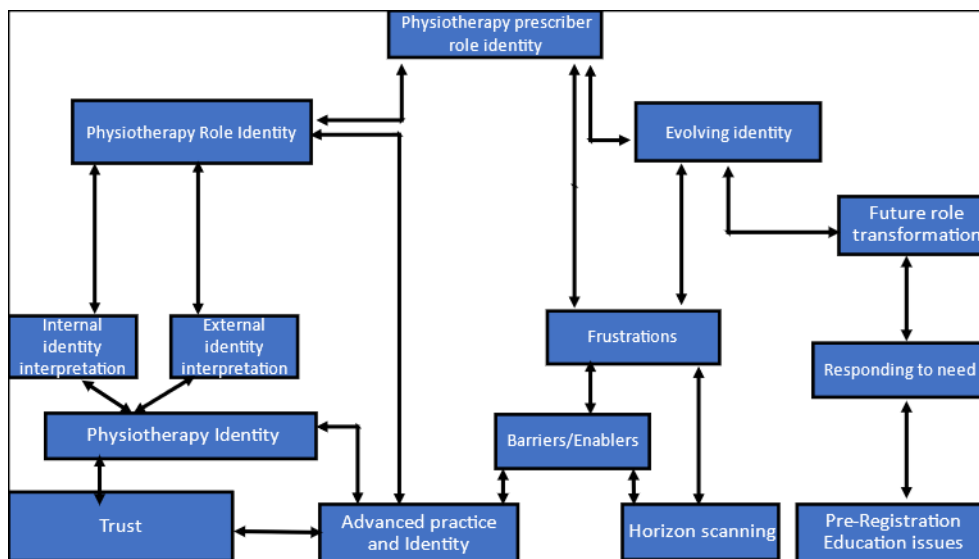 Physiotherapy prescriber
role identity
Physiotherapy Role Identity
Evolving identity
Future role
transformation
Internal
identity
interpretation
External
identity
interpretation
Frustrations
Responding to need
Physiotherapy Identity
Barriers/Enablers
Trust
Advanced practice
and Identity
Horizon scanning
Pre-Registration
Education issues